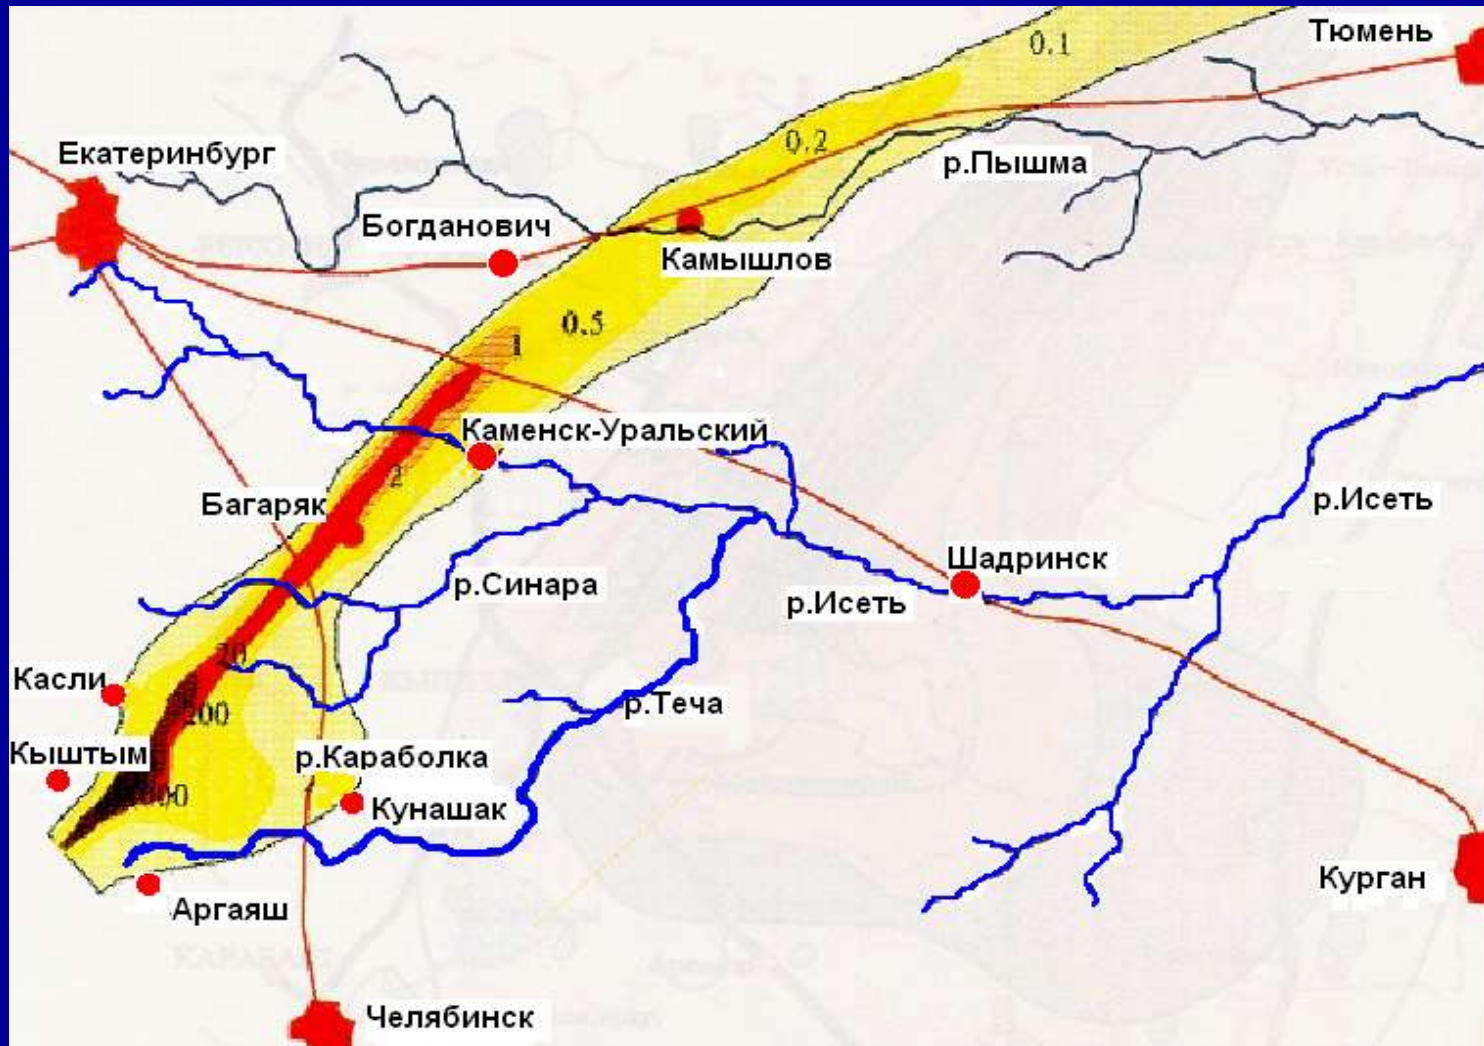 0.1
Тюмень
0.2
Екатеринбург
р.Пышма
Богданович
Камышлов
0.5
1
Каменск-Уральский
2
Багаряк
р.Исеть
Шадринск
р.Синара
р.Исеть
20
Касли
200
р.Теча
Кыштым
р.Караболка
Кунашак
Курган
Аргаяш
Челябинск